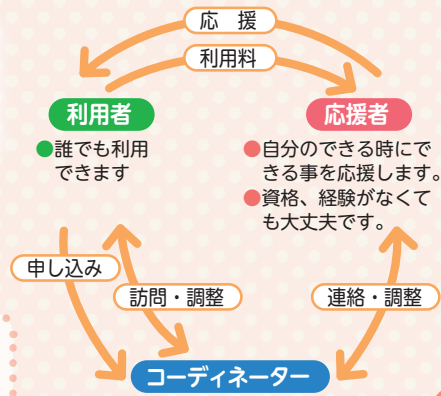 応　援
利用料
利用者
●誰でも利用
できます
応援者
●自分のできる時にで
きる事を応援します。
●資格、経験がなくて
も大丈夫です。
申し込み
訪問・調整
連絡・調整
コーディネーター